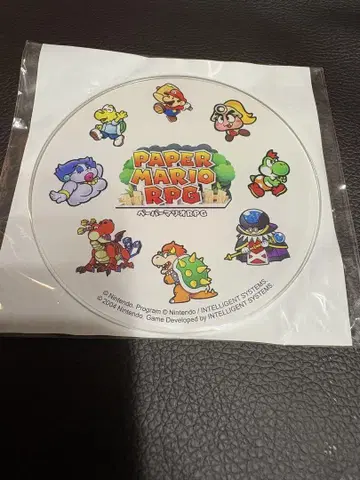 PAPER
MARIO
RPG
ペーパーマリオRPG
© Nintendo. Program © Nintendo / INTELLIGENT SYSTEMS
© 2004 Nintendo. Game Developed by INTELLIGENT SYSTEMS